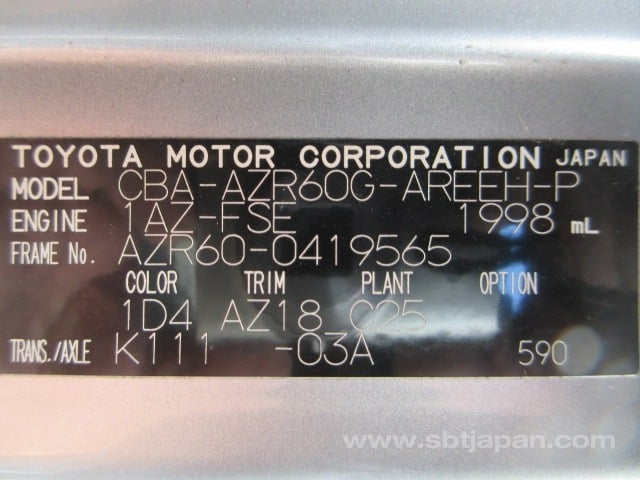 TOYOTA MOTOR CORPORATION JAPAN
MODEL CBA-AZR60G-AREEH-P
ENGINE 1AZ-FSE 1998 mL
FRAME No. AZR60-0419565
COLOR TRIM PLANT OPTION
1D4 AZ18 C25
TRANS./AXLE K111 -03A 590
www.sbtjapan.com